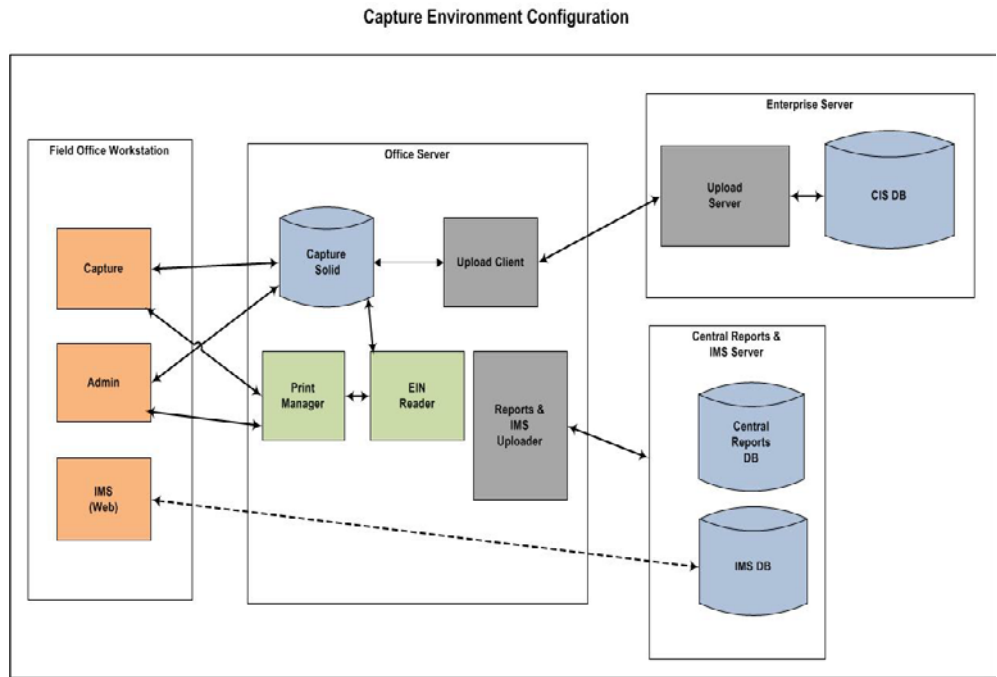 Capture Environment Configuration
Enterprise Server
Field Office Workstation
Office Server
Upload
Server
CIS DB
Capture
Capture
Solid
Upload Client
Central Reports &
IMS Server
Admin
Print
Manager
EIN
Reader
Reports &
IMS
Uploader
Central
Reports
DB
IMS
(Web)
IMS DB